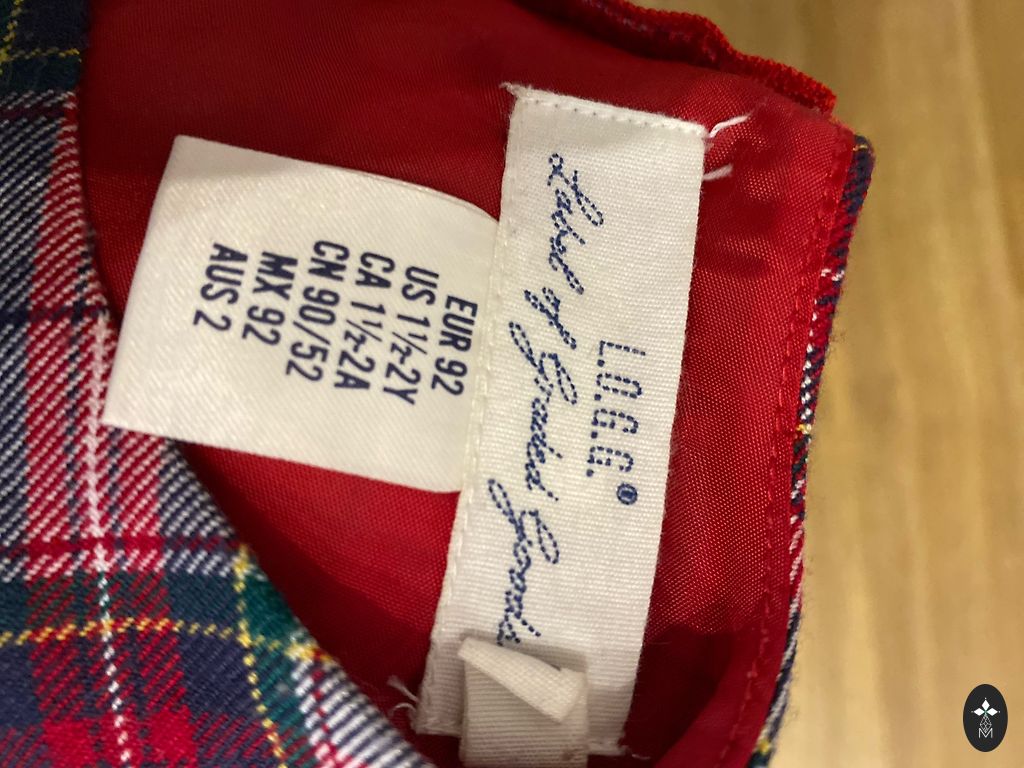 L.O.G.G.®
Label of Graded Goods
EUR 92
US 1½-2Y
CA 1½-2A
CN 90/52
MX 92
AUS 2
M